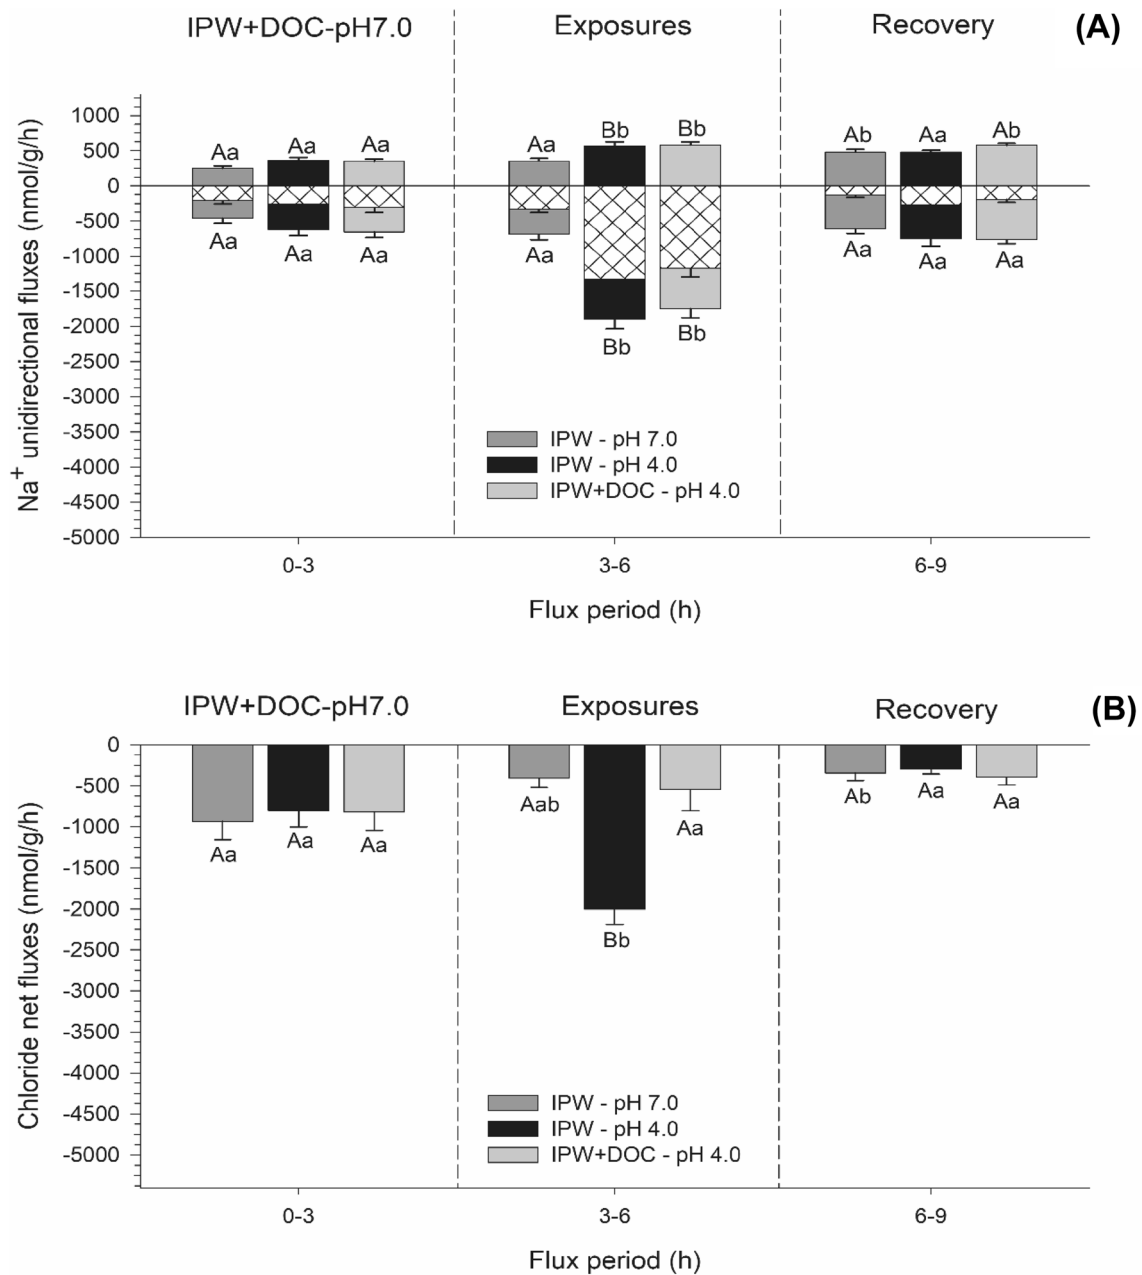 IPW+DOC-pH7.0 Exposures Recovery (A)
1000
500
0
-500
-1000
-1500
-2000
-2500
-3000
-3500
-4000
-4500
-5000
Na+ unidirectional fluxes (nmol/g/h)
Aa Aa Aa Aa Bb Bb Ab Aa Ab
Aa Aa Aa Aa Bb Bb Aa Aa Aa
IPW - pH 7.0
IPW - pH 4.0
IPW+DOC - pH 4.0
0-3 3-6 6-9
Flux period (h)
IPW+DOC-pH7.0 Exposures Recovery (B)
0
-500
-1000
-1500
-2000
-2500
-3000
-3500
-4000
-4500
-5000
Chloride net fluxes (nmol/g/h)
Aa Aa Aa Aab Bb Aa Ab Aa Aa
IPW - pH 7.0
IPW - pH 4.0
IPW+DOC - pH 4.0
0-3 3-6 6-9
Flux period (h)